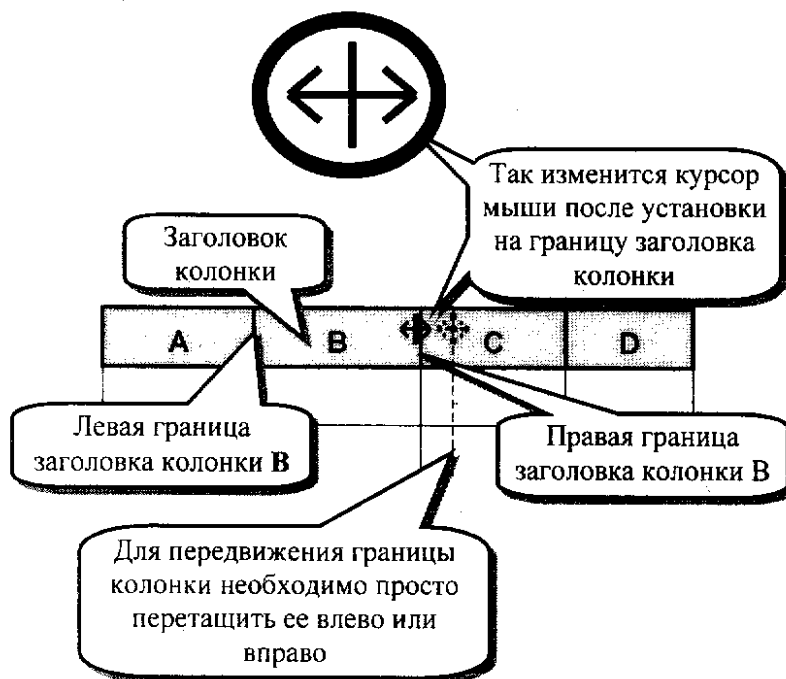 Так изменится курсор
мыши после установки
на границу заголовка
колонки
Заголовок
колонки
A B C D
Левая граница
заголовка колонки B
Правая граница
заголовка колонки B
Для передвижения границы
колонки необходимо просто
перетащить ее влево или
вправо